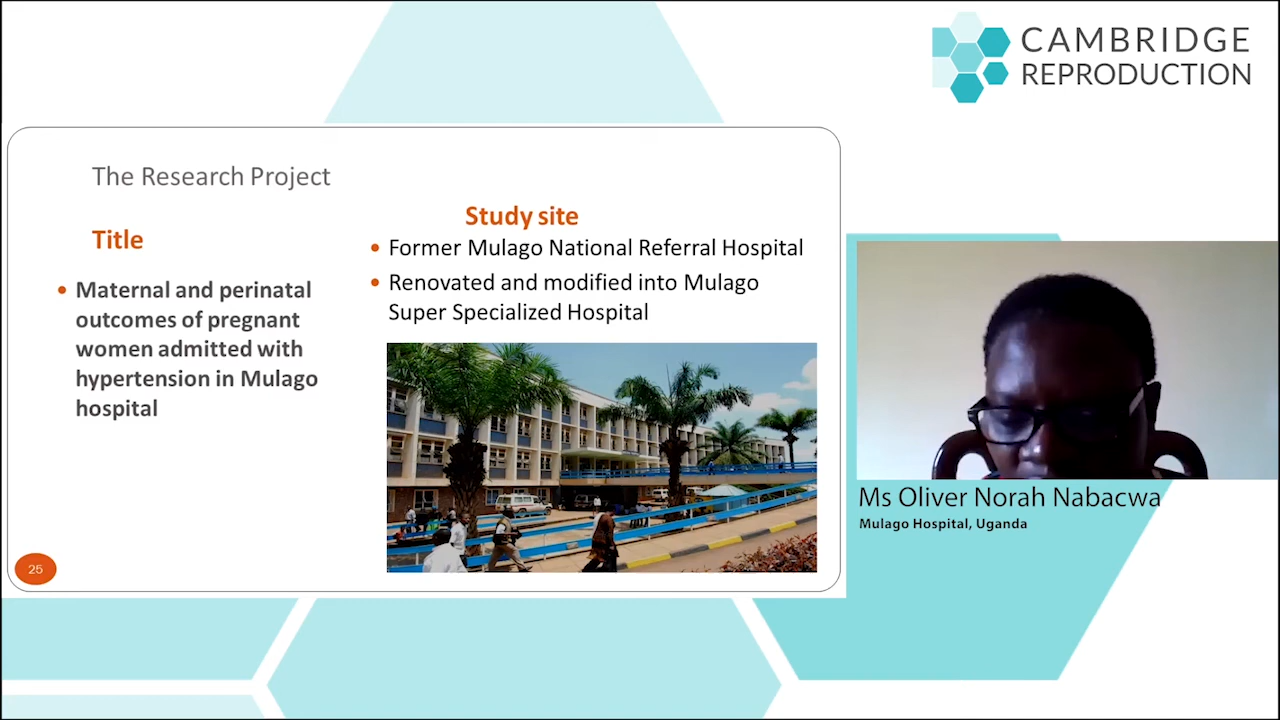 CAMBRIDGE
REPRODUCTION
The Research Project
Title
Maternal and perinatal
outcomes of pregnant
women admitted with
hypertension in Mulago
hospital
Study site
Former Mulago National Referral Hospital
Renovated and modified into Mulago
Super Specialized Hospital
25
Ms Oliver Norah Nabacwa
Mulago Hospital, Uganda